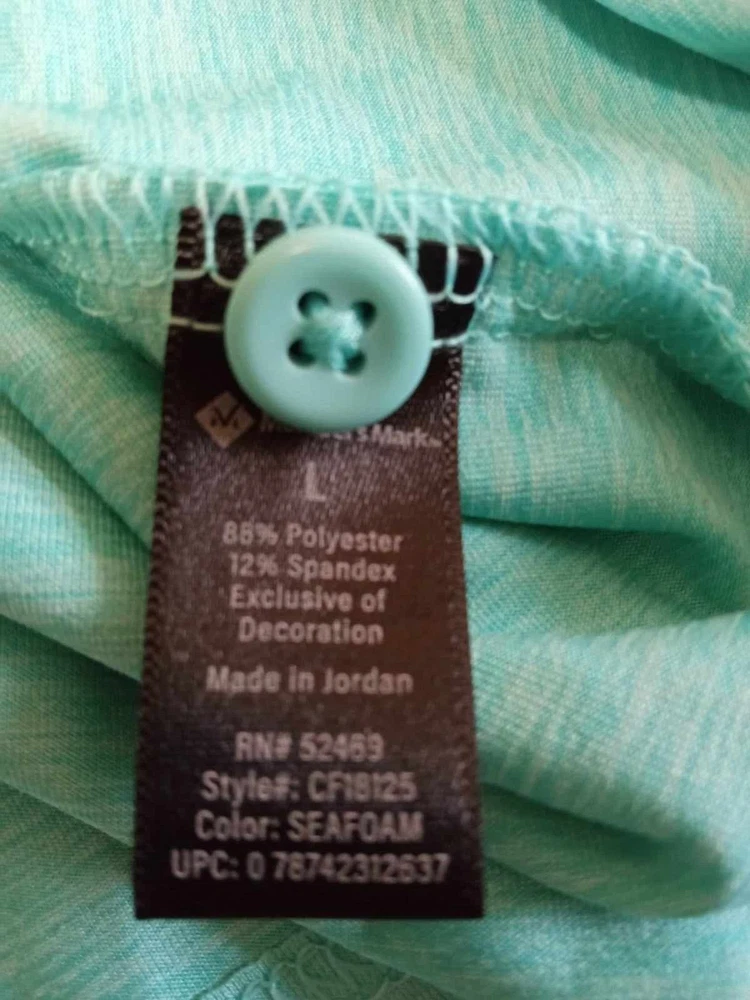 Mark
L
88% Polyester
12% Spandex
Exclusive of
Decoration
Made in Jordan
RN# 52469
Style#: CF18125
Color: SEAFOAM
UPC: 0 78742312637